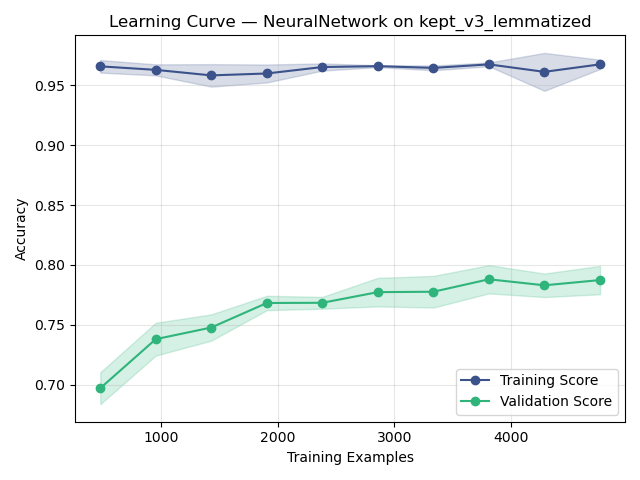 Learning Curve — NeuralNetwork on kept_v3_lemmatized
Accuracy
0.95
0.90
0.85
0.80
0.75
0.70
1000 2000 3000 4000
Training Examples
Training Score
Validation Score